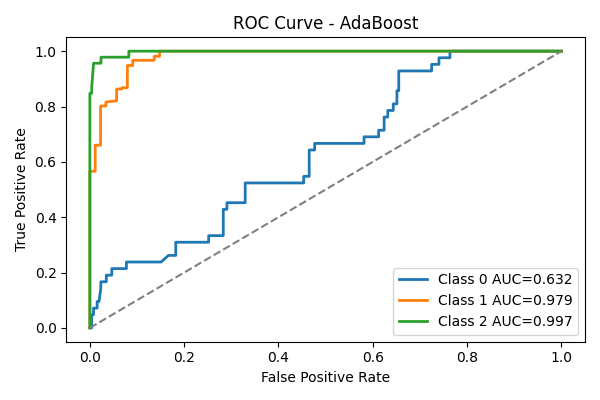 ROC Curve - AdaBoost
True Positive Rate
1.0
0.8
0.6
0.4
0.2
0.0
0.0 0.2 0.4 0.6 0.8 1.0
False Positive Rate
Class 0 AUC=0.632
Class 1 AUC=0.979
Class 2 AUC=0.997